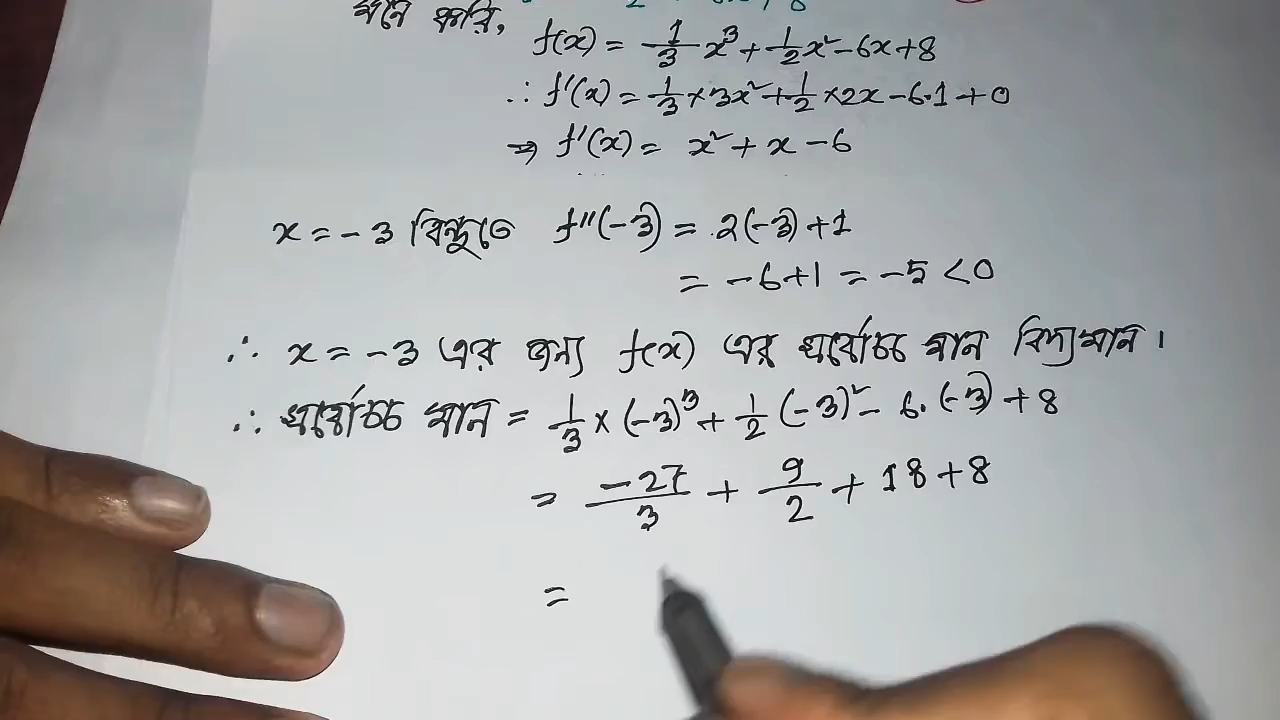 মনে করি,
f(x) = 1/3 x³ + 1/2 x² - 6x + 8
∴ f'(x) = 1/3 × 3x² + 1/2 × 2x - 6·1 + 0
⇒ f'(x) = x² + x - 6
x = -3 বিন্দুতে f''(-3) = 2(-3) + 1
= -6 + 1 = -5 < 0
∴ x = -3 এর জন্য f(x) এর সর্বোচ্চ মান বিদ্যমান।
∴ সর্বোচ্চ মান = 1/3 × (-3)³ + 1/2 (-3)² - 6·(-3) + 8
= -27/3 + 9/2 + 18 + 8
=